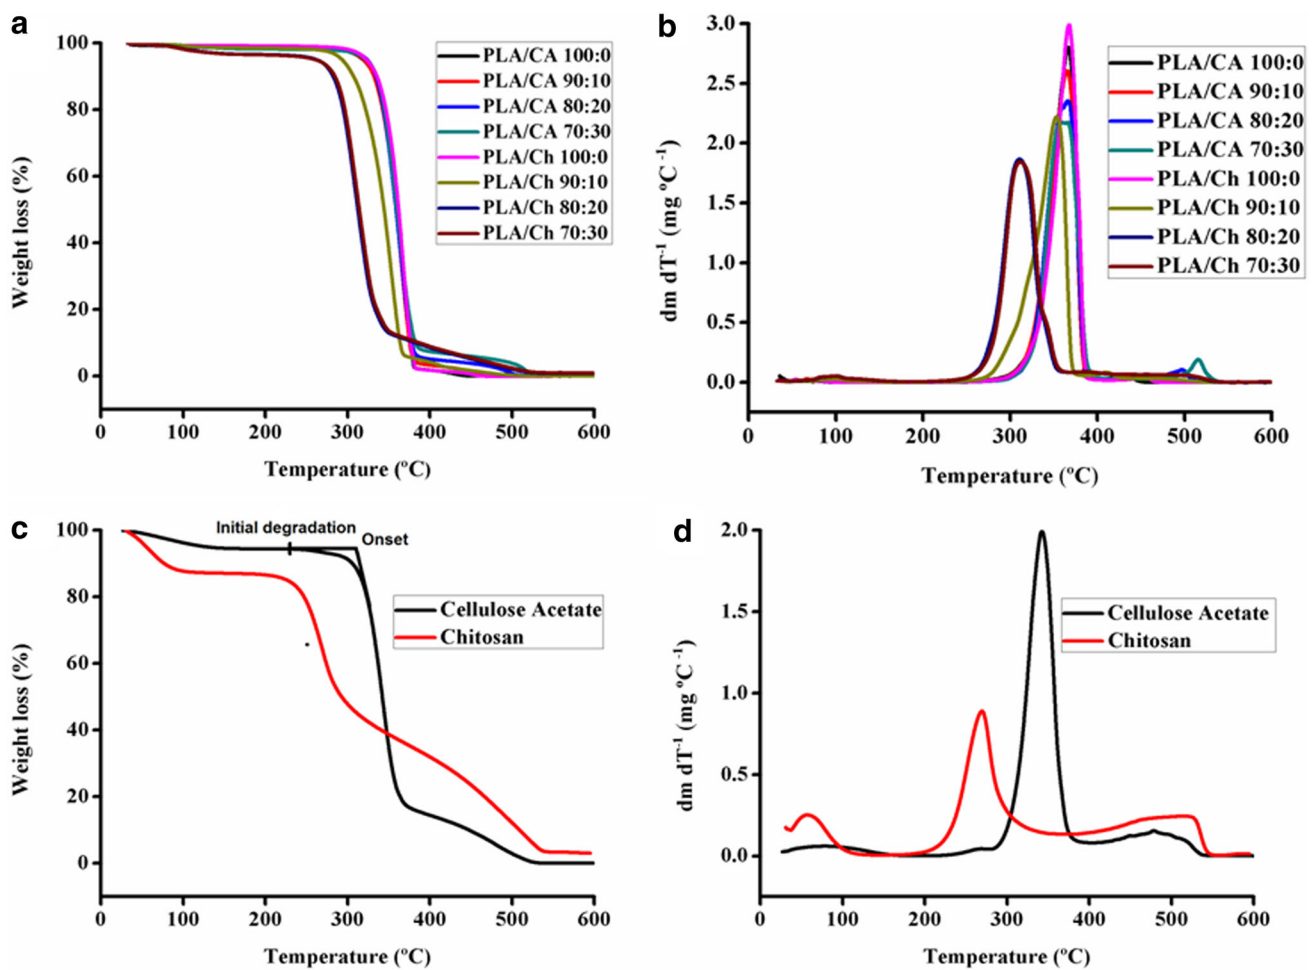 a
Weight loss (%)
100
80
60
40
20
0
0 100 200 300 400 500 600
Temperature (ºC)
PLA/CA 100:0
PLA/CA 90:10
PLA/CA 80:20
PLA/CA 70:30
PLA/Ch 100:0
PLA/Ch 90:10
PLA/Ch 80:20
PLA/Ch 70:30
b
dm dT⁻¹ (mg ºC⁻¹)
3.0
2.5
2.0
1.5
1.0
0.5
0.0
0 100 200 300 400 500 600
Temperature (ºC)
PLA/CA 100:0
PLA/CA 90:10
PLA/CA 80:20
PLA/CA 70:30
PLA/Ch 100:0
PLA/Ch 90:10
PLA/Ch 80:20
PLA/Ch 70:30
c
Weight loss (%)
100
80
60
40
20
0
0 100 200 300 400 500 600
Temperature (ºC)
Initial degradation
Onset
Cellulose Acetate
Chitosan
d
dm dT⁻¹ (mg ºC⁻¹)
2.0
1.5
1.0
0.5
0.0
0 100 200 300 400 500 600
Temperature (ºC)
Cellulose Acetate
Chitosan